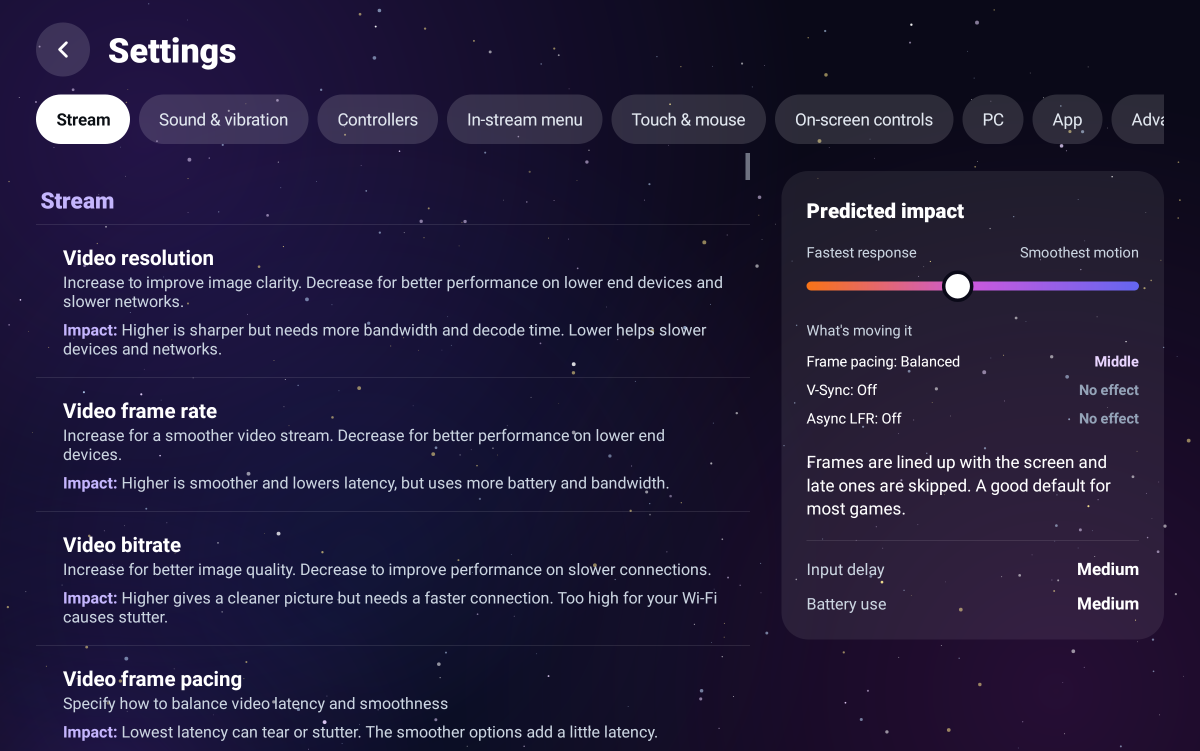 Settings
Stream
Sound & vibration
Controllers
In-stream menu
Touch & mouse
On-screen controls
PC
App
Adva
Stream
Video resolution
Increase to improve image clarity. Decrease for better performance on lower end devices and
slower networks.
Impact: Higher is sharper but needs more bandwidth and decode time. Lower helps slower
devices and networks.
Video frame rate
Increase for a smoother video stream. Decrease for better performance on lower end
devices.
Impact: Higher is smoother and lowers latency, but uses more battery and bandwidth.
Video bitrate
Increase for better image quality. Decrease to improve performance on slower connections.
Impact: Higher gives a cleaner picture but needs a faster connection. Too high for your Wi-Fi
causes stutter.
Video frame pacing
Specify how to balance video latency and smoothness
Impact: Lowest latency can tear or stutter. The smoother options add a little latency.
Predicted impact
Fastest response Smoothest motion
What's moving it
Frame pacing: Balanced Middle
V-Sync: Off No effect
Async LFR: Off No effect
Frames are lined up with the screen and
late ones are skipped. A good default for
most games.
Input delay Medium
Battery use Medium